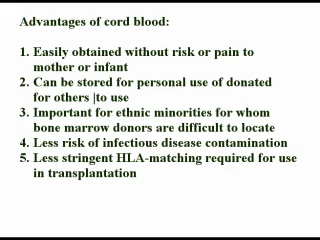 Advantages of cord blood:
1. Easily obtained without risk or pain to
mother or infant
2. Can be stored for personal use of donated
for others |to use
3. Important for ethnic minorities for whom
bone marrow donors are difficult to locate
4. Less risk of infectious disease contamination
5. Less stringent HLA-matching required for use
in transplantation